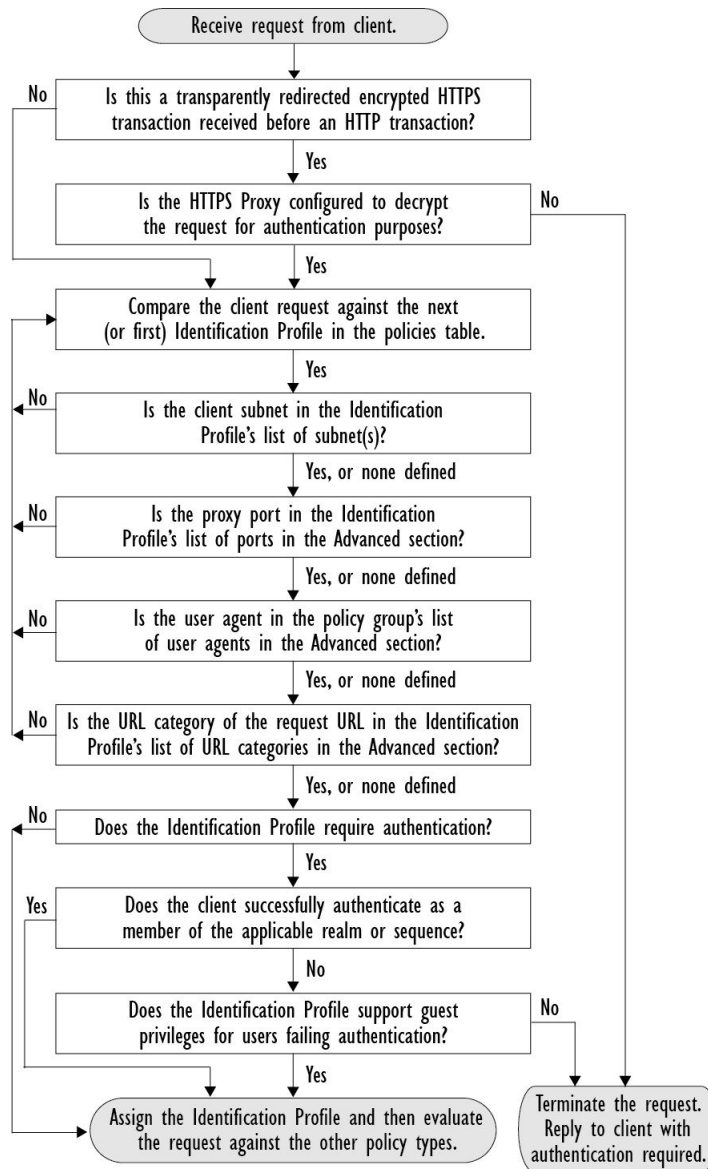 Receive request from client.
No
Is this a transparently redirected encrypted HTTPS
transaction received before an HTTP transaction?
Yes
Is the HTTPS Proxy configured to decrypt
the request for authentication purposes?
No
Yes
Compare the client request against the next
(or first) Identification Profile in the policies table.
Yes
No
Is the client subnet in the Identification
Profile's list of subnet(s)?
Yes, or none defined
No
Is the proxy port in the Identification
Profile's list of ports in the Advanced section?
Yes, or none defined
No
Is the user agent in the policy group's list
of user agents in the Advanced section?
Yes, or none defined
No
Is the URL category of the request URL in the Identification
Profile's list of URL categories in the Advanced section?
Yes, or none defined
No
Does the Identification Profile require authentication?
Yes
Yes
Does the client successfully authenticate as a
member of the applicable realm or sequence?
No
Does the Identification Profile support guest
privileges for users failing authentication?
No
Yes
Assign the Identification Profile and then evaluate
the request against the other policy types.
Terminate the request.
Reply to client with
authentication required.